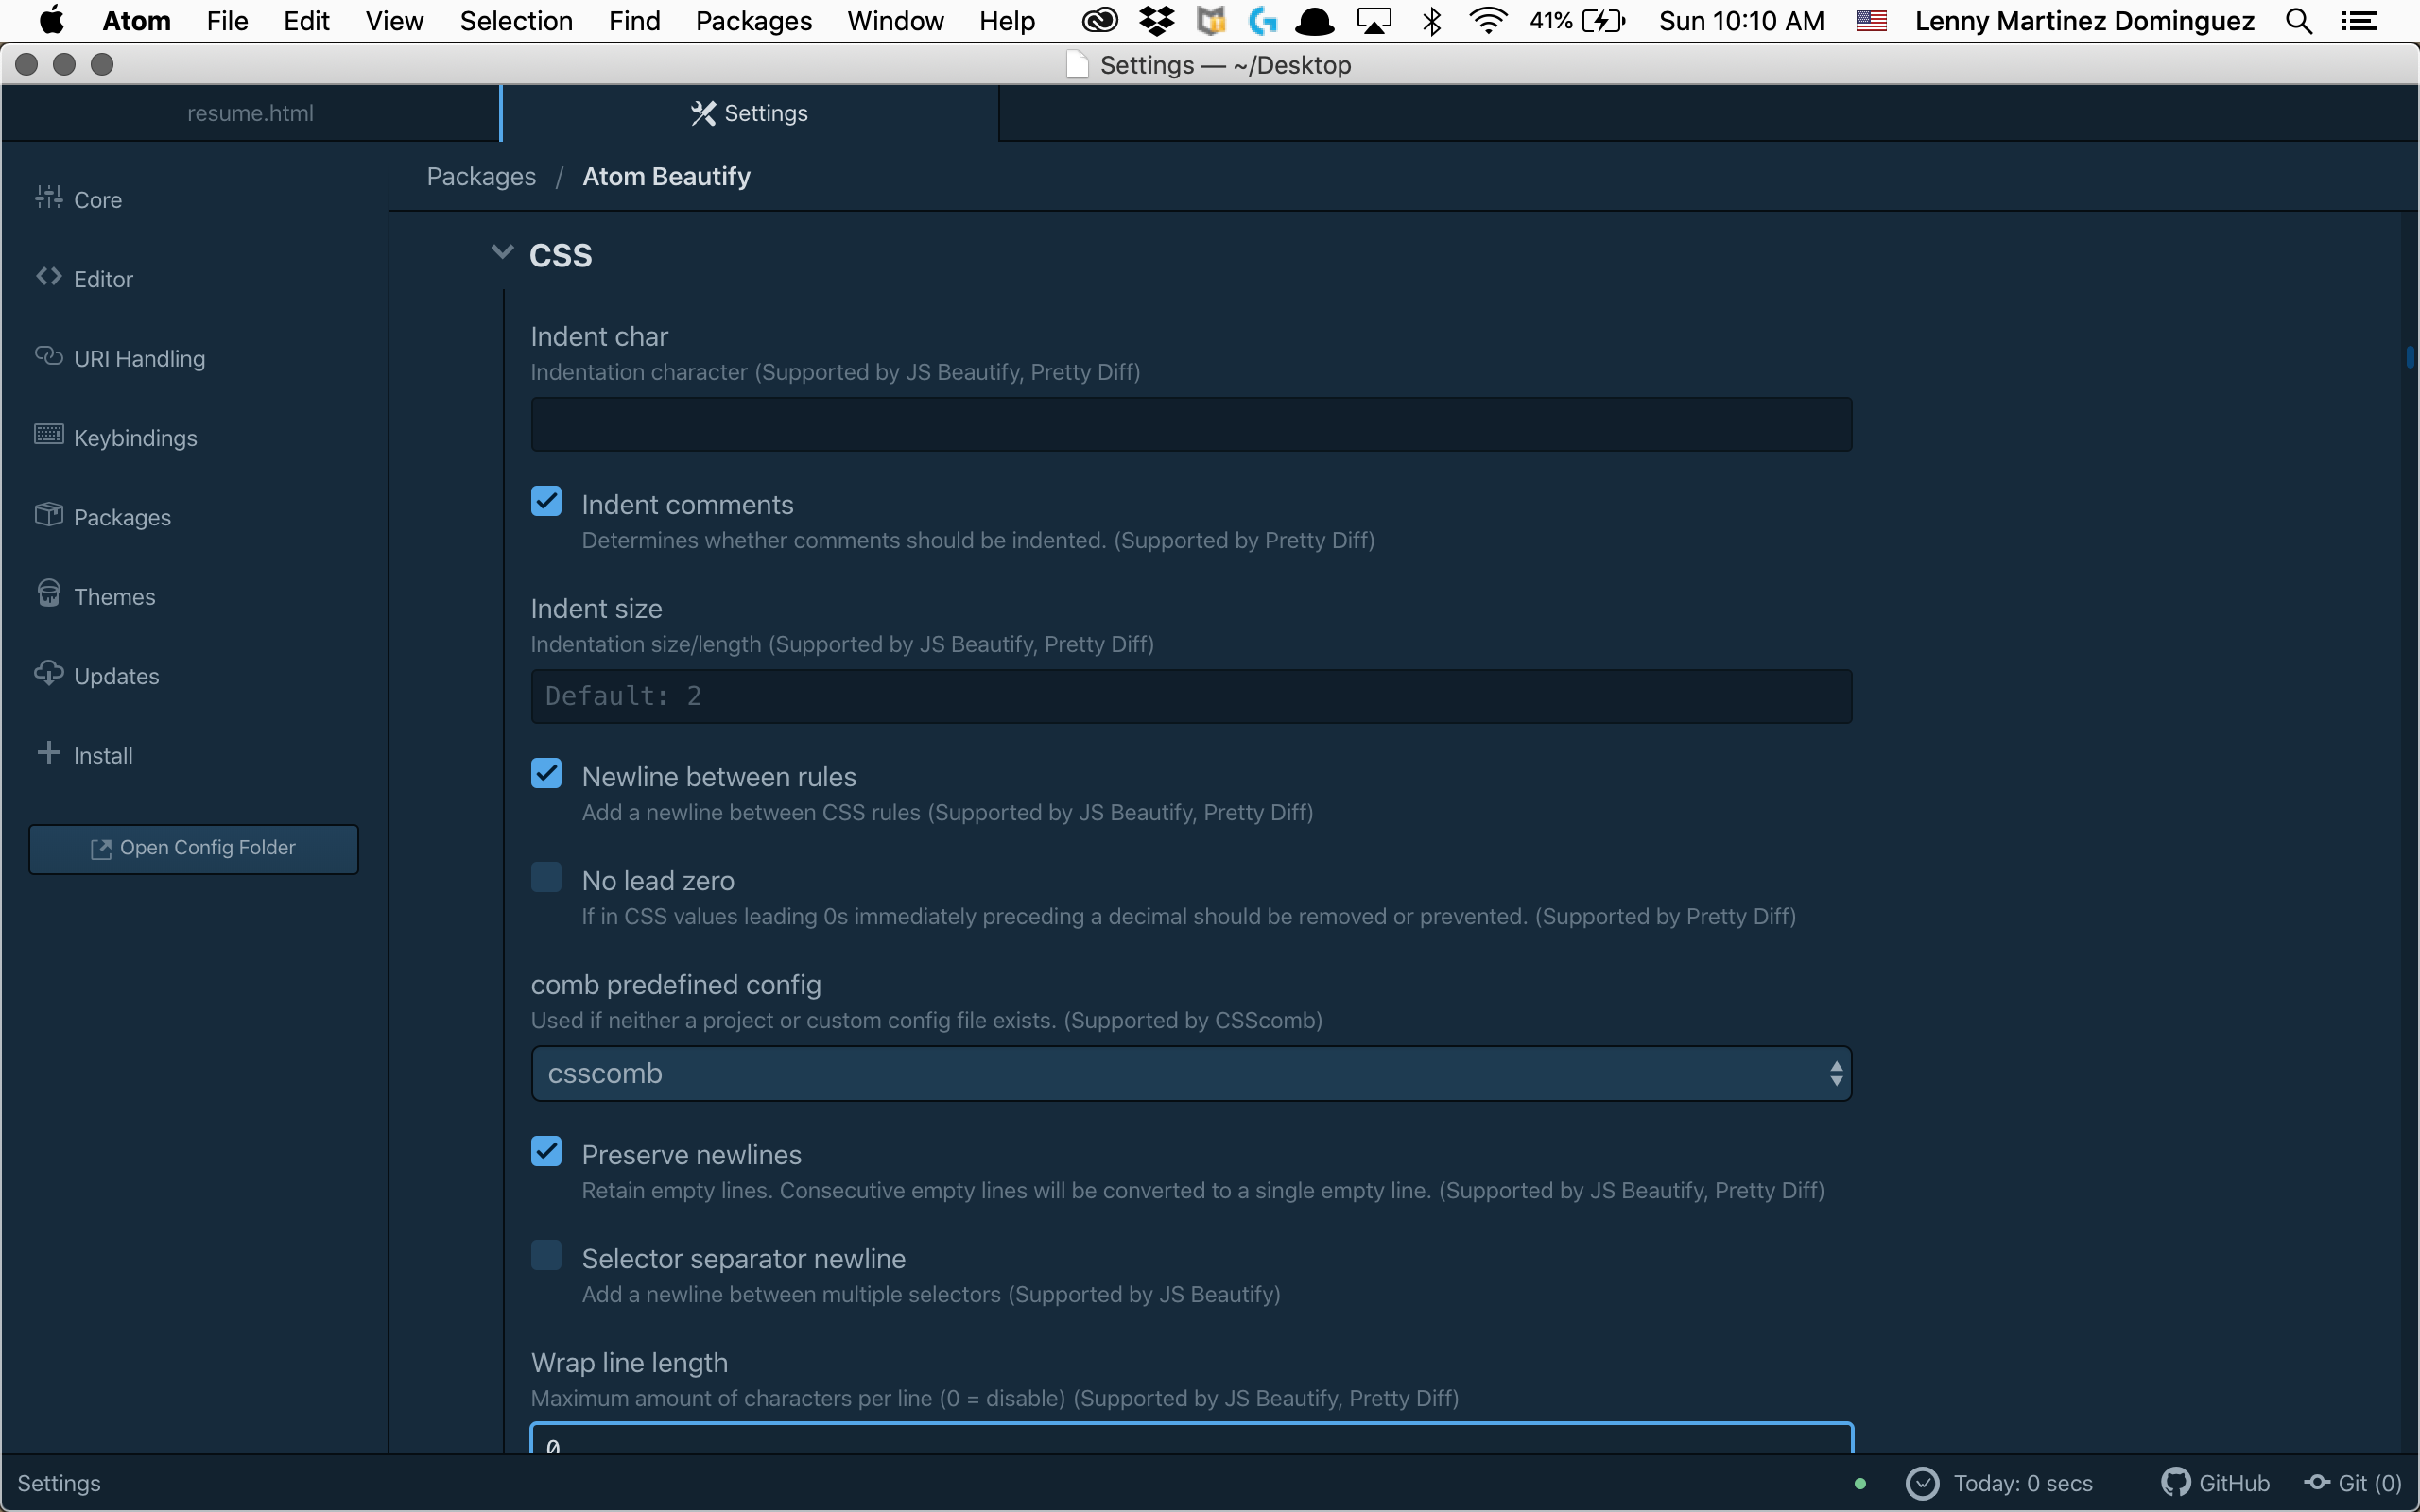 Atom File Edit View Selection Find Packages Window Help 41% Sun 10:10 AM Lenny Martinez Dominguez
Settings — ~/Desktop
resume.html Settings
Packages / Atom Beautify
Core
Editor
URI Handling
Keybindings
Packages
Themes
Updates
Install
Open Config Folder
CSS
Indent char
Indentation character (Supported by JS Beautify, Pretty Diff)
Indent comments
Determines whether comments should be indented. (Supported by Pretty Diff)
Indent size
Indentation size/length (Supported by JS Beautify, Pretty Diff)
Default: 2
Newline between rules
Add a newline between CSS rules (Supported by JS Beautify, Pretty Diff)
No lead zero
If in CSS values leading 0s immediately preceding a decimal should be removed or prevented. (Supported by Pretty Diff)
comb predefined config
Used if neither a project or custom config file exists. (Supported by CSScomb)
csscomb
Preserve newlines
Retain empty lines. Consecutive empty lines will be converted to a single empty line. (Supported by JS Beautify, Pretty Diff)
Selector separator newline
Add a newline between multiple selectors (Supported by JS Beautify)
Wrap line length
Maximum amount of characters per line (0 = disable) (Supported by JS Beautify, Pretty Diff)
0
Settings Today: 0 secs GitHub Git (0)